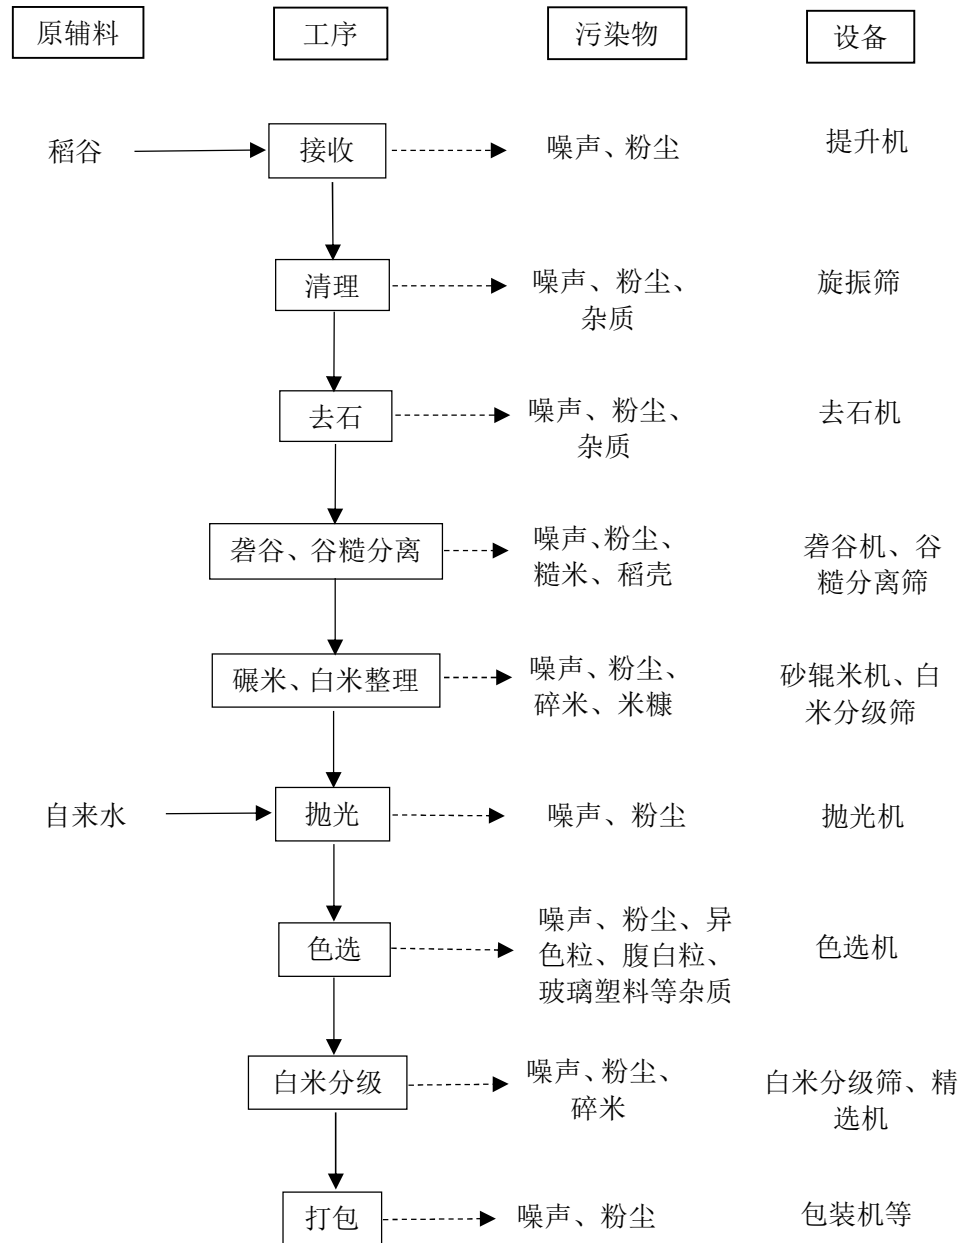 原辅料 工序 污染物 设备
稻谷 接收 噪声、粉尘 提升机
清理 噪声、粉尘、 旋振筛
杂质
去石 噪声、粉尘、 去石机
杂质
砻谷、谷糙分离 噪声、粉尘、 砻谷机、谷
糙米、稻壳 糙分离筛
碾米、白米整理 噪声、粉尘、 砂辊米机、白
碎米、米糠 米分级筛
自来水 抛光 噪声、粉尘 抛光机
色选 噪声、粉尘、异 色选机
色粒、腹白粒、
玻璃塑料等杂质
白米分级 噪声、粉尘、 白米分级筛、精
碎米 选机
打包 噪声、粉尘 包装机等